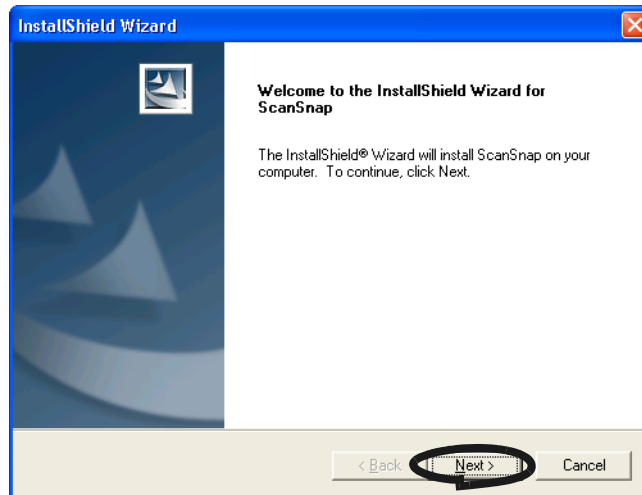 InstallShield Wizard
Welcome to the InstallShield Wizard for
ScanSnap
The InstallShield® Wizard will install ScanSnap on your
computer. To continue, click Next.
< Back
Next >
Cancel